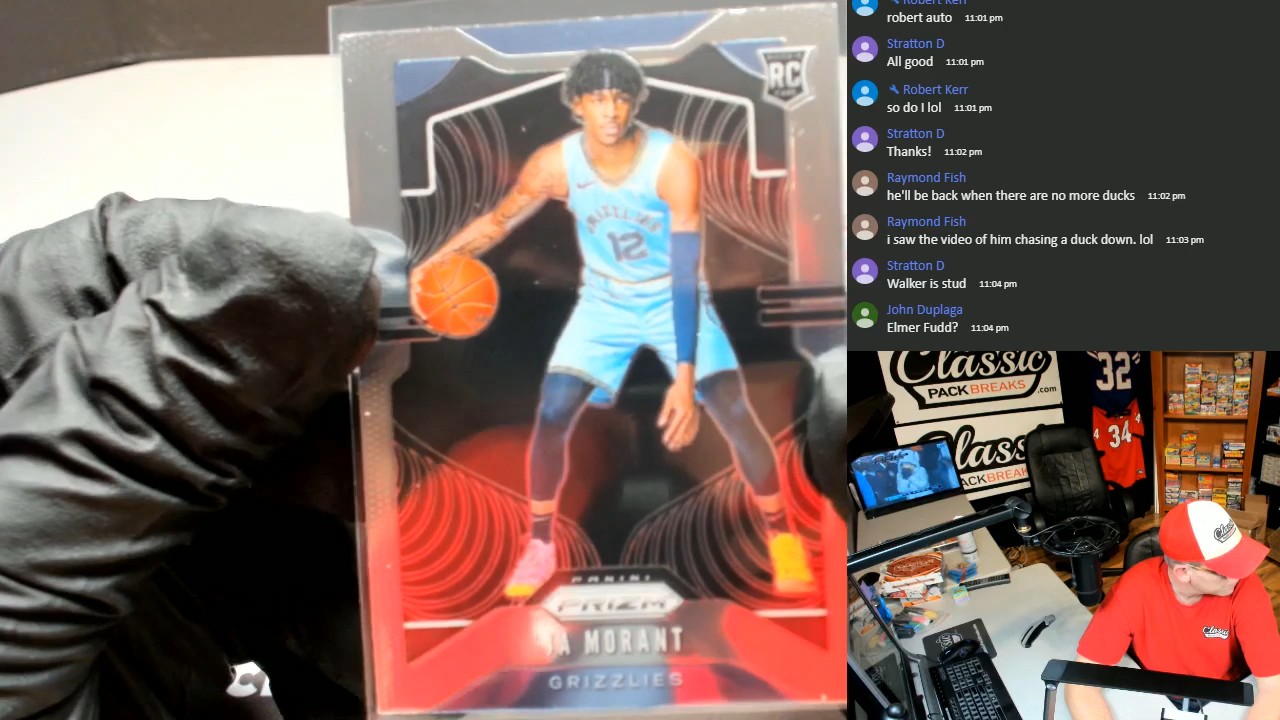 RC
GRIZZLIES
12
PANINI
PRIZM
JA MORANT
GRIZZLIES
Robert Kerr
robert auto 11:01 pm
Stratton D
All good 11:01 pm
Robert Kerr
so do I lol 11:01 pm
Stratton D
Thanks! 11:02 pm
Raymond Fish
he'll be back when there are no more ducks 11:02 pm
Raymond Fish
i saw the video of him chasing a duck down. lol 11:03 pm
Stratton D
Walker is stud 11:04 pm
John Duplaga
Elmer Fudd? 11:04 pm
Classic
PACKBREAKS.com
32
4 34
Classic